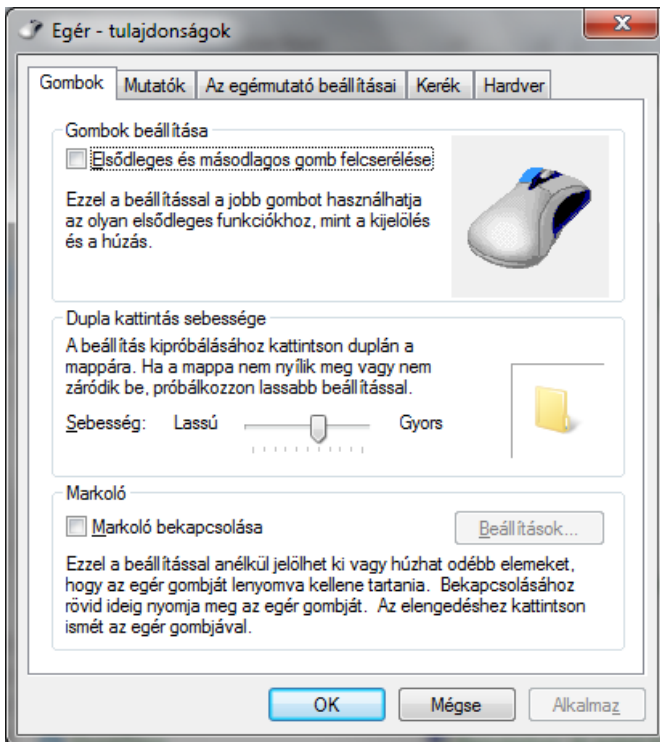 Egér - tulajdonságok
Gombok
Mutatók
Az egérmutató beállításai
Kerék
Hardver
Gombok beállítása
Elsődleges és másodlagos gomb felcserélése
Ezzel a beállítással a jobb gombot használhatja
az olyan elsődleges funkciókhoz, mint a kijelölés
és a húzás.
Dupla kattintás sebessége
A beállítás kipróbálásához kattintson duplán a
mappára. Ha a mappa nem nyílik meg vagy nem
záródik be, próbálkozzon lassabb beállítással.
Sebesség: Lassú Gyors
Markoló
Markoló bekapcsolása
Beállítások...
Ezzel a beállítással anélkül jelölhet ki vagy húzhat odébb elemeket,
hogy az egér gombját lenyomva kellene tartania. Bekapcsolásához
rövid ideig nyomja meg az egér gombját. Az elengedéshez kattintson
ismét az egér gombjával.
OK
Mégse
Alkalmaz